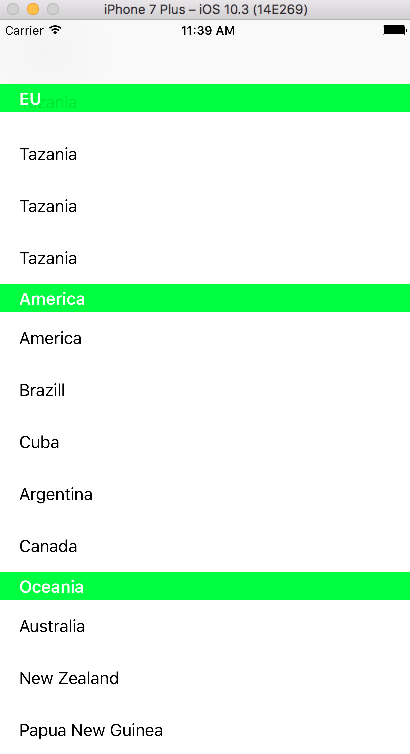 iPhone 7 Plus – iOS 10.3 (14E269)
Carrier 11:39 AM
EU
Tazania
Tazania
Tazania
America
America
Brazill
Cuba
Argentina
Canada
Oceania
Australia
New Zealand
Papua New Guinea